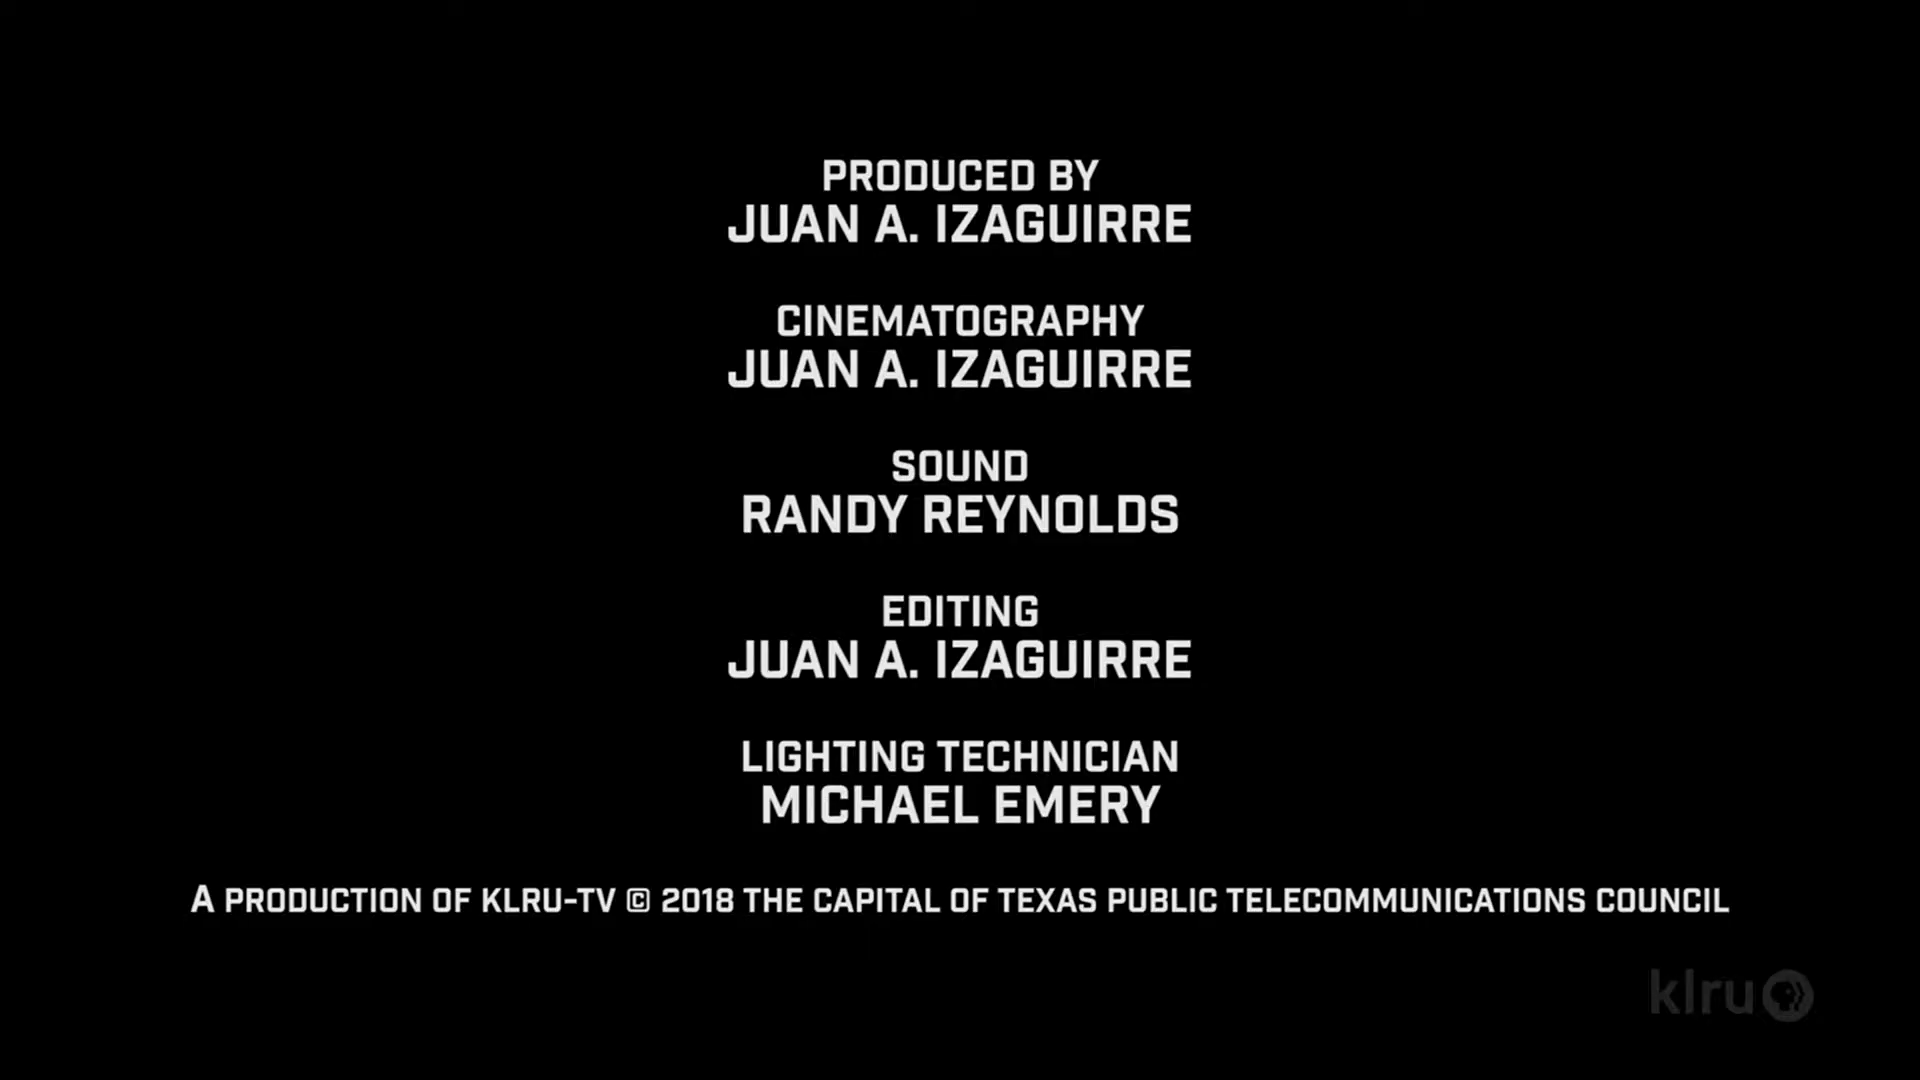 PRODUCED BY
JUAN A. IZAGUIRRE
CINEMATOGRAPHY
JUAN A. IZAGUIRRE
SOUND
RANDY REYNOLDS
EDITING
JUAN A. IZAGUIRRE
LIGHTING TECHNICIAN
MICHAEL EMERY
A PRODUCTION OF KLRU-TV © 2018 THE CAPITAL OF TEXAS PUBLIC TELECOMMUNICATIONS COUNCIL
klru